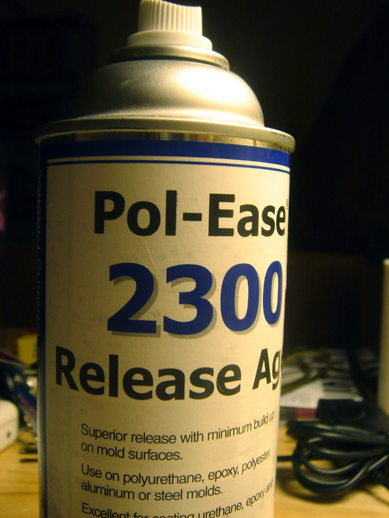 Pol-Ease
2300
Release Ag
Superior release with minimum build up
on mold surfaces.
Use on polyurethane, epoxy, polyester,
aluminum or steel molds.
Excellent for casting urethane, epoxy and